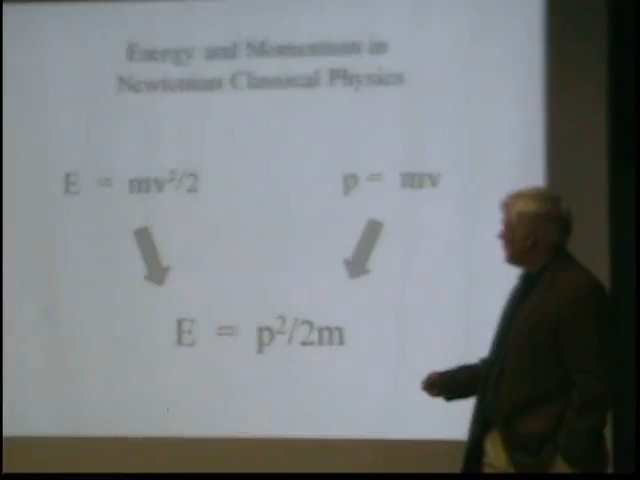 Energy and Momentum in
Newtonian Classical Physics
E = mv²/2
p = mv
E = p²/2m